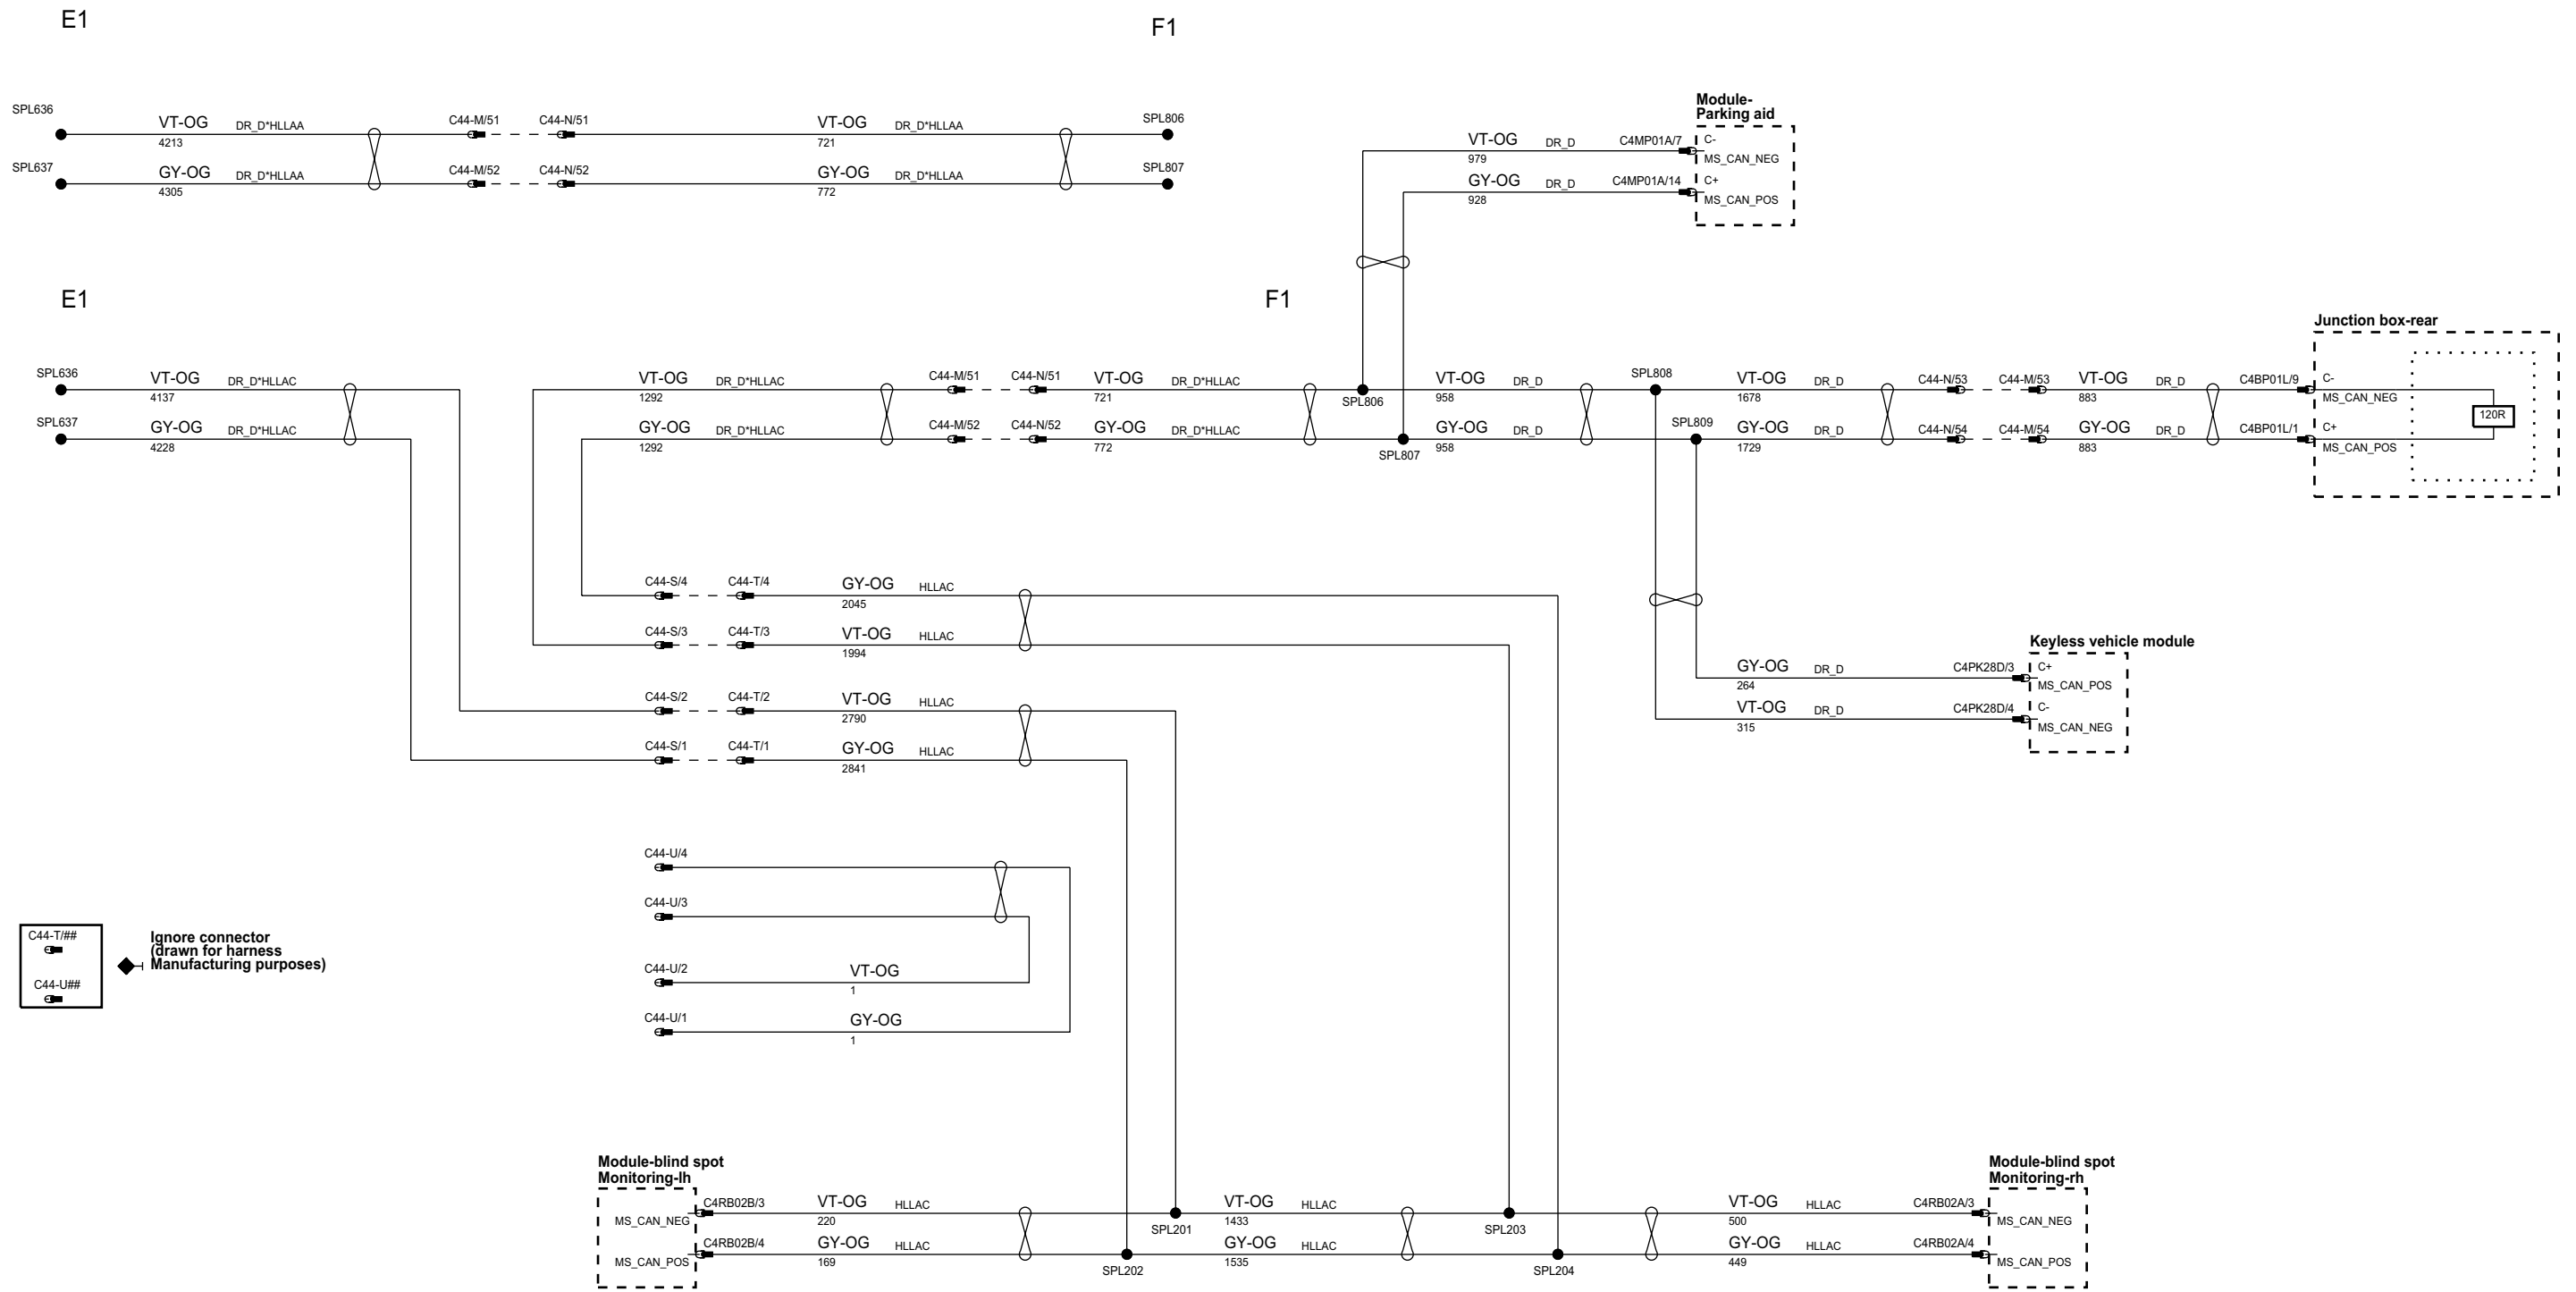 E1
F1
SPL636
VT-OG
DR_D*HLLAA
C44-M/51
C44-N/51
VT-OG
DR_D*HLLAA
SPL806
4213
721
SPL637
GY-OG
DR_D*HLLAA
C44-M/52
C44-N/52
GY-OG
DR_D*HLLAA
SPL807
4305
772
Module-
Parking aid
VT-OG
DR_D
C4MP01A/7
C-
979
MS_CAN_NEG
GY-OG
DR_D
C4MP01A/14
C+
928
MS_CAN_POS
E1
F1
Junction box-rear
SPL636
VT-OG
DR_D*HLLAC
4137
VT-OG
DR_D*HLLAC
1292
C44-M/51
C44-N/51
VT-OG
DR_D*HLLAC
721
SPL806
VT-OG
DR_D
958
SPL808
VT-OG
DR_D
1678
C44-N/53
C44-M/53
VT-OG
DR_D
883
C4BP01L/9
C-
MS_CAN_NEG
120R
SPL637
GY-OG
DR_D*HLLAC
4228
GY-OG
DR_D*HLLAC
1292
C44-M/52
C44-N/52
GY-OG
DR_D*HLLAC
772
SPL807
GY-OG
DR_D
958
SPL809
GY-OG
DR_D
1729
C44-N/54
C44-M/54
GY-OG
DR_D
883
C4BP01L/1
C+
MS_CAN_POS
C44-S/4
C44-T/4
GY-OG
HLLAC
2045
C44-S/3
C44-T/3
VT-OG
HLLAC
1994
Keyless vehicle module
GY-OG
DR_D
C4PK28D/3
C+
264
MS_CAN_POS
VT-OG
DR_D
C4PK28D/4
C-
315
MS_CAN_NEG
C44-S/2
C44-T/2
VT-OG
HLLAC
2790
C44-S/1
C44-T/1
GY-OG
HLLAC
2841
C44-U/4
C44-U/3
C44-U/2
VT-OG
1
C44-U/1
GY-OG
1
C44-T/##
C44-U##
Ignore connector
(drawn for harness
Manufacturing purposes)
Module-blind spot
Monitoring-lh
C4RB02B/3
VT-OG
HLLAC
MS_CAN_NEG
220
C4RB02B/4
GY-OG
HLLAC
MS_CAN_POS
169
SPL201
SPL202
VT-OG
HLLAC
1433
GY-OG
HLLAC
1535
SPL203
SPL204
Module-blind spot
Monitoring-rh
VT-OG
HLLAC
C4RB02A/3
500
MS_CAN_NEG
GY-OG
HLLAC
C4RB02A/4
449
MS_CAN_POS